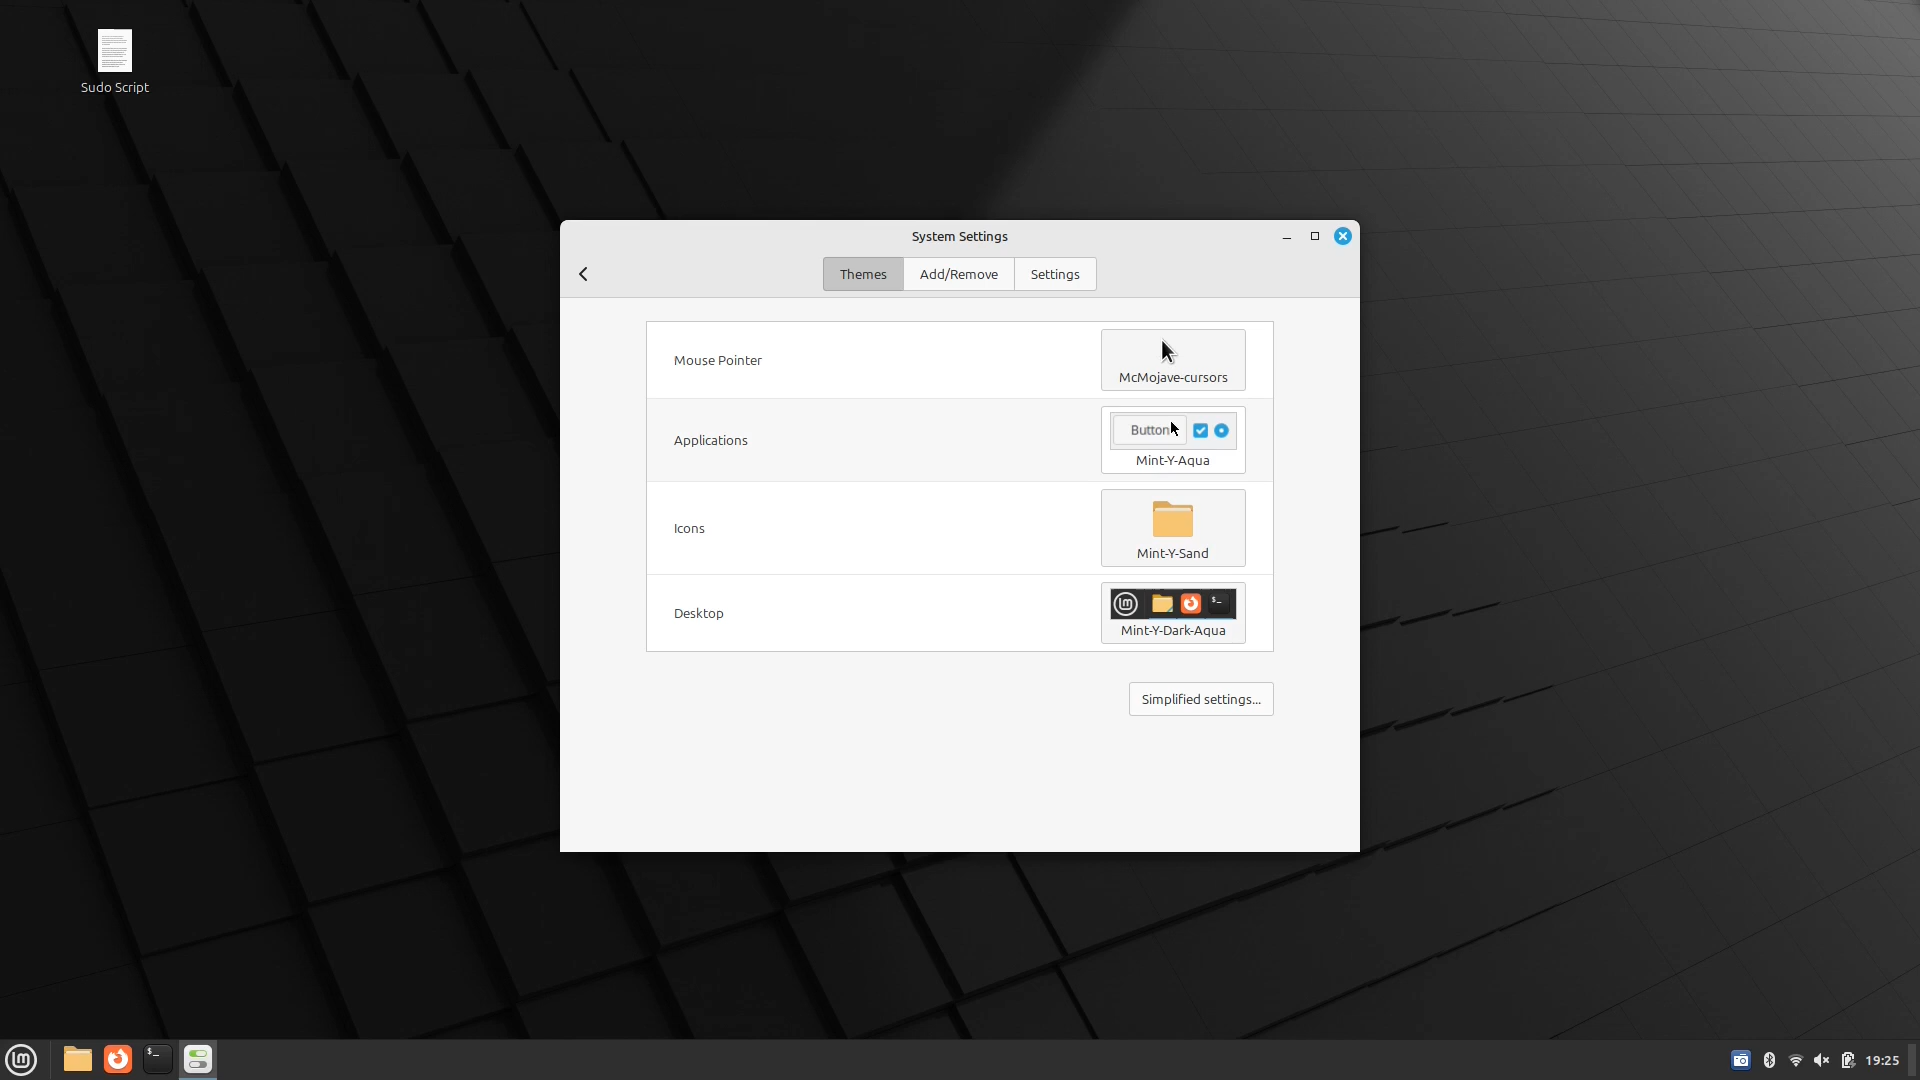 Sudo Script
System Settings
Themes
Add/Remove
Settings
Mouse Pointer
McMojave-cursors
Applications
Button
Mint-Y-Aqua
Icons
Mint-Y-Sand
Desktop
$_
Mint-Y-Dark-Aqua
Simplified settings...
$_
19:25